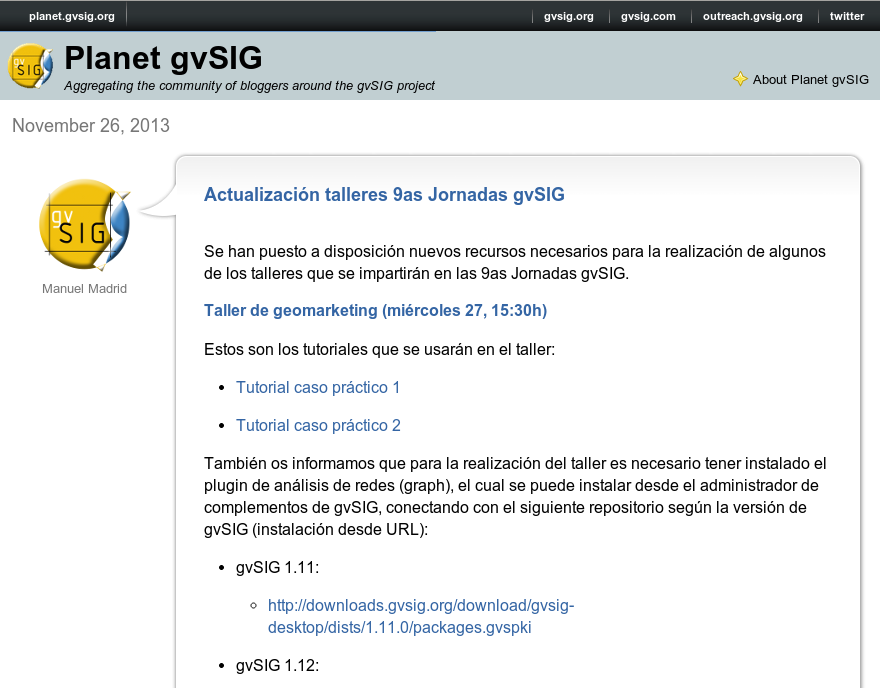 planet.gvsig.org
gvsig.org
gvsig.com
outreach.gvsig.org
twitter
gv
SIG
Planet gvSIG
Aggregating the community of bloggers around the gvSIG project
About Planet gvSIG
November 26, 2013
gv
SIG
Manuel Madrid
Actualización talleres 9as Jornadas gvSIG
Se han puesto a disposición nuevos recursos necesarios para la realización de algunos
de los talleres que se impartirán en las 9as Jornadas gvSIG.
Taller de geomarketing (miércoles 27, 15:30h)
Estos son los tutoriales que se usarán en el taller:
• Tutorial caso práctico 1
• Tutorial caso práctico 2
También os informamos que para la realización del taller es necesario tener instalado el
plugin de análisis de redes (graph), el cual se puede instalar desde el administrador de
complementos de gvSIG, conectando con el siguiente repositorio según la versión de
gvSIG (instalación desde URL):
• gvSIG 1.11:
◦ http://downloads.gvsig.org/download/gvsig-
desktop/dists/1.11.0/packages.gvspki
• gvSIG 1.12: